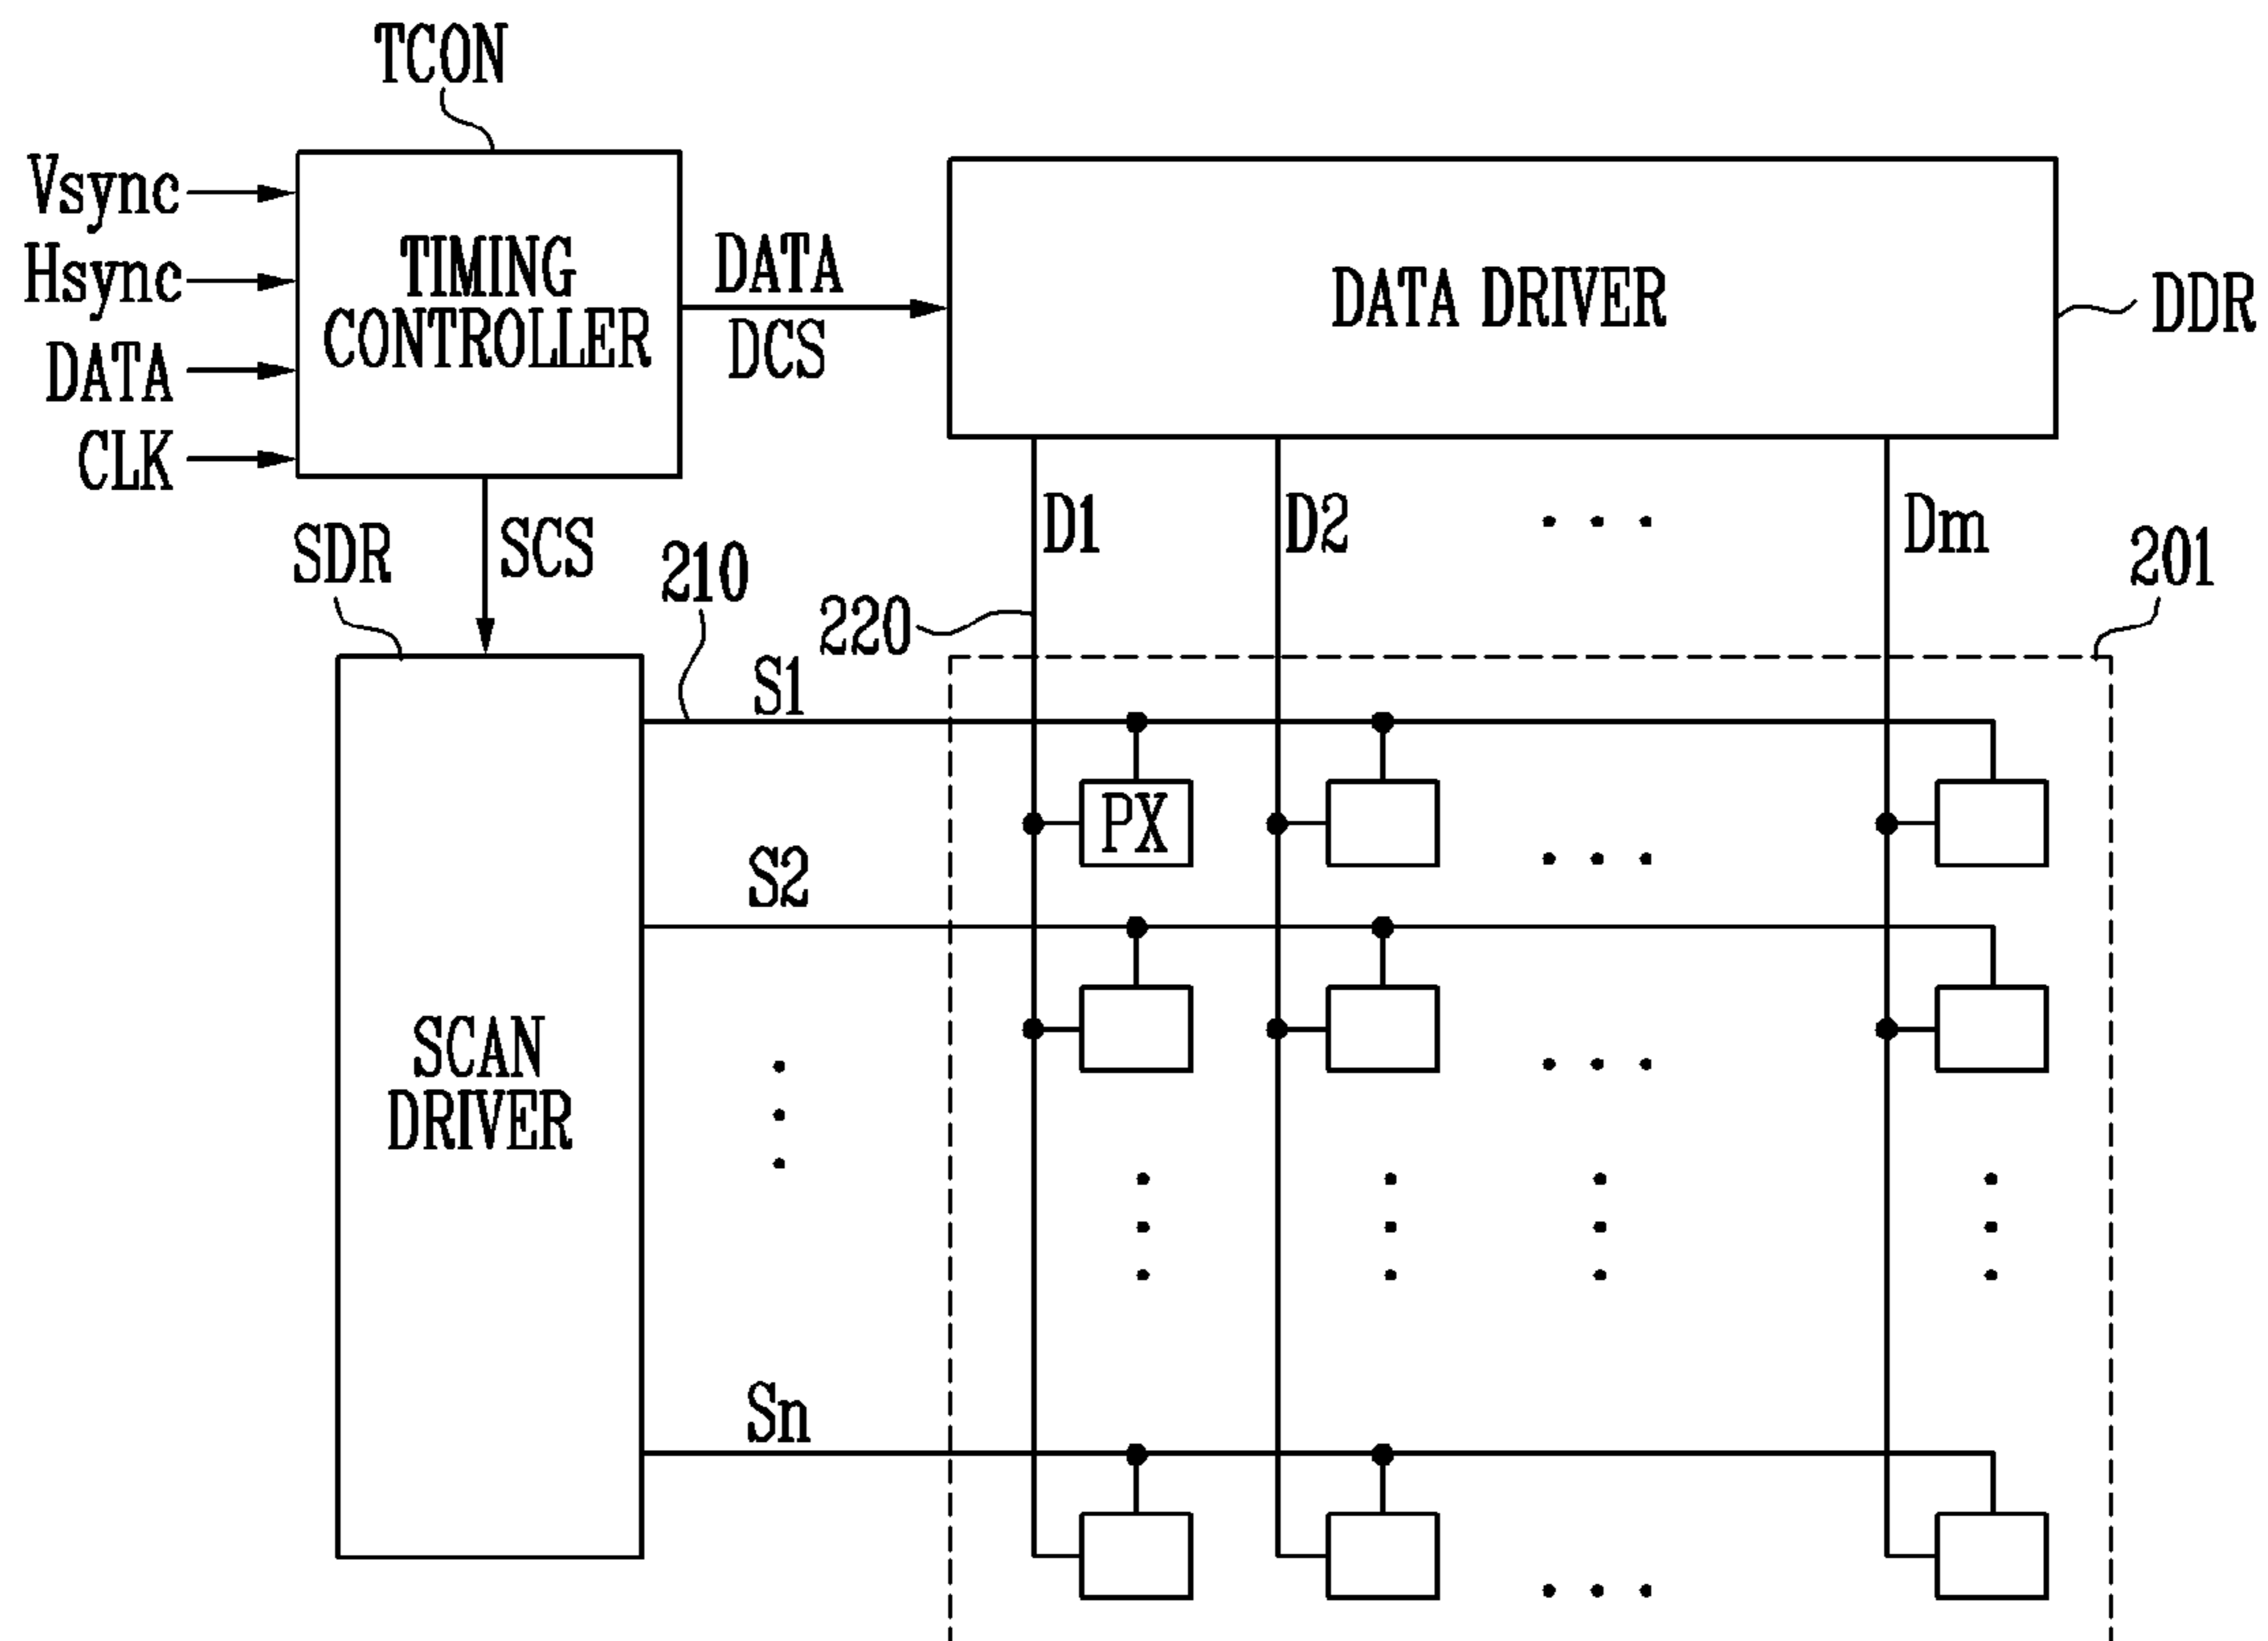 TCON
Vsync
Hsync
DATA
CLK
TIMING
CONTROLLER
DATA
DCS
DATA DRIVER
DDR
SDR
SCS
210
220
D1
D2
. . .
Dm
201
S1
PX
. . .
S2
. . .
SCAN
DRIVER
Sn
. . .